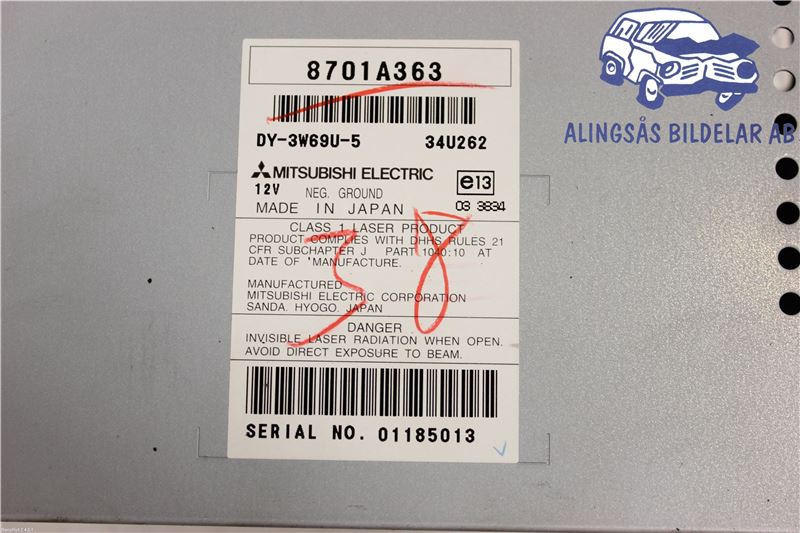 8701A363
DY-3W69U-5 34U262
MITSUBISHI ELECTRIC
12V NEG. GROUND e13
MADE IN JAPAN 03 3834
CLASS 1 LASER PRODUCT
PRODUCT COMPLIES WITH DHHS RULES 21
CFR SUBCHAPTER J PART 1040:10 AT
DATE OF 'MANUFACTURE.
MANUFACTURED
MITSUBISHI ELECTRIC CORPORATION
SANDA. HYOGO. JAPAN
DANGER
INVISIBLE LASER RADIATION WHEN OPEN.
AVOID DIRECT EXPOSURE TO BEAM.
SERIAL NO. 01185013
38
ALINGSÅS BILDELAR AB